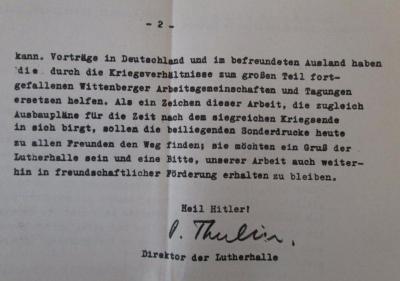 - 2 -
kann. Vorträge in Deutschland und im befreundeten Ausland haben
die durch die Kriegsverhältnisse zum großen Teil fort-
gefallenen Wittenberger Arbeitsgemeinschaften und Tagungen
ersetzen helfen. Als ein Zeichen dieser Arbeit, die zugleich
Ausbaupläne für die Zeit nach dem siegreichen Kriegsende
in sich birgt, sollen die beiliegenden Sonderdrucke heute
zu allen Freunden den Weg finden; sie möchten ein Gruß der
Lutherhalle sein und eine Bitte, unserer Arbeit auch weiter-
hin in freundschaftlicher Förderung erhalten zu bleiben.
Heil Hitler!
O. Thulin.
Direktor der Lutherhalle